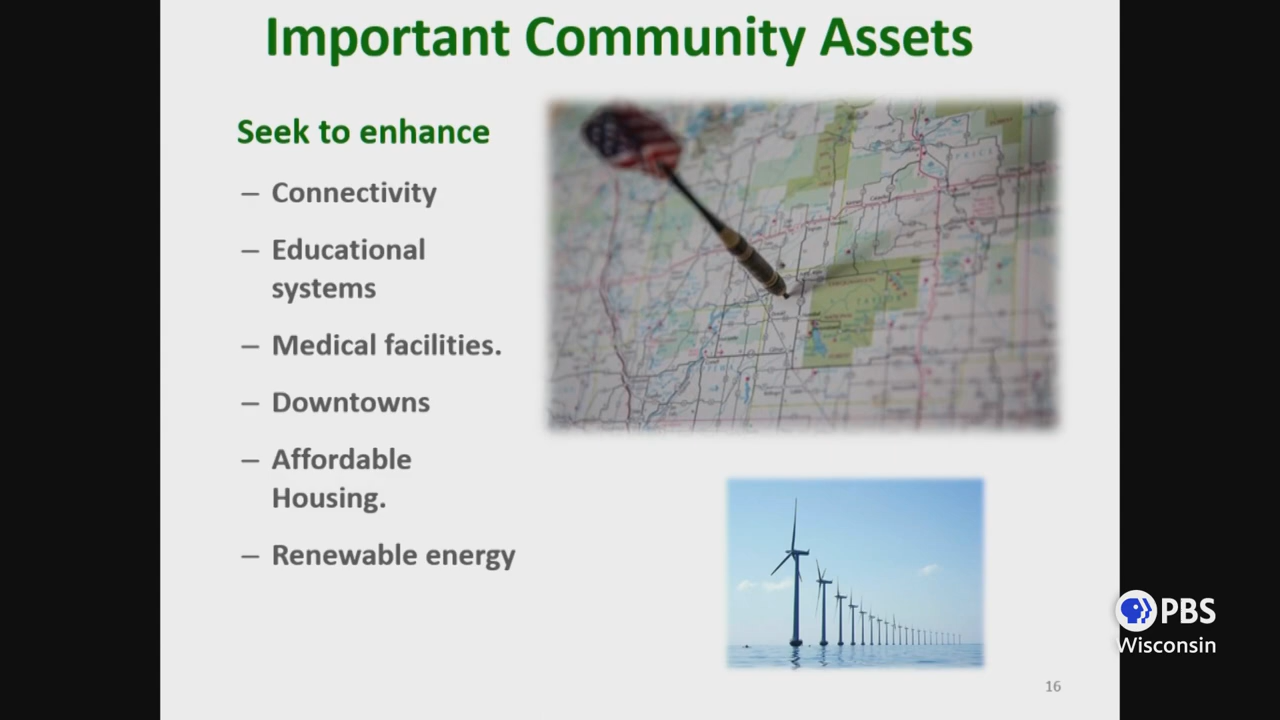 Important Community Assets
Seek to enhance
– Connectivity
– Educational
systems
– Medical facilities.
– Downtowns
– Affordable
Housing.
– Renewable energy
PBS
Wisconsin
16